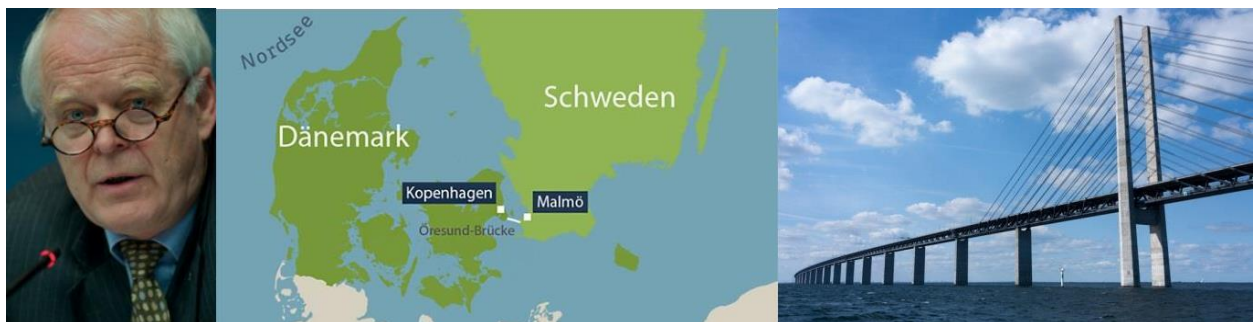 Nordsee
Schweden
Dänemark
Kopenhagen
Malmö
Öresund-Brücke